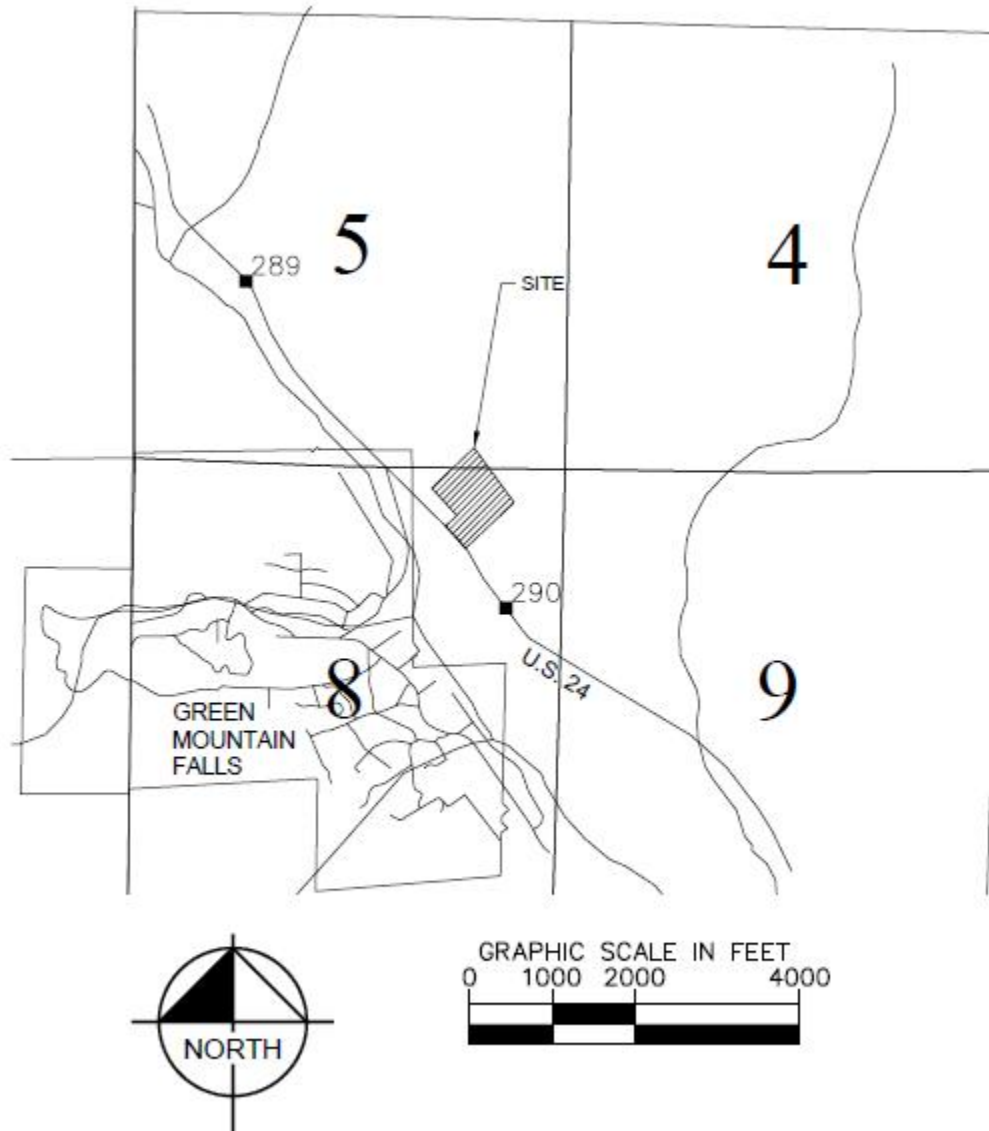 5
4
289
SITE
290
U.S. 24
8
9
GREEN
MOUNTAIN
FALLS
GRAPHIC SCALE IN FEET
0 1000 2000 4000
NORTH